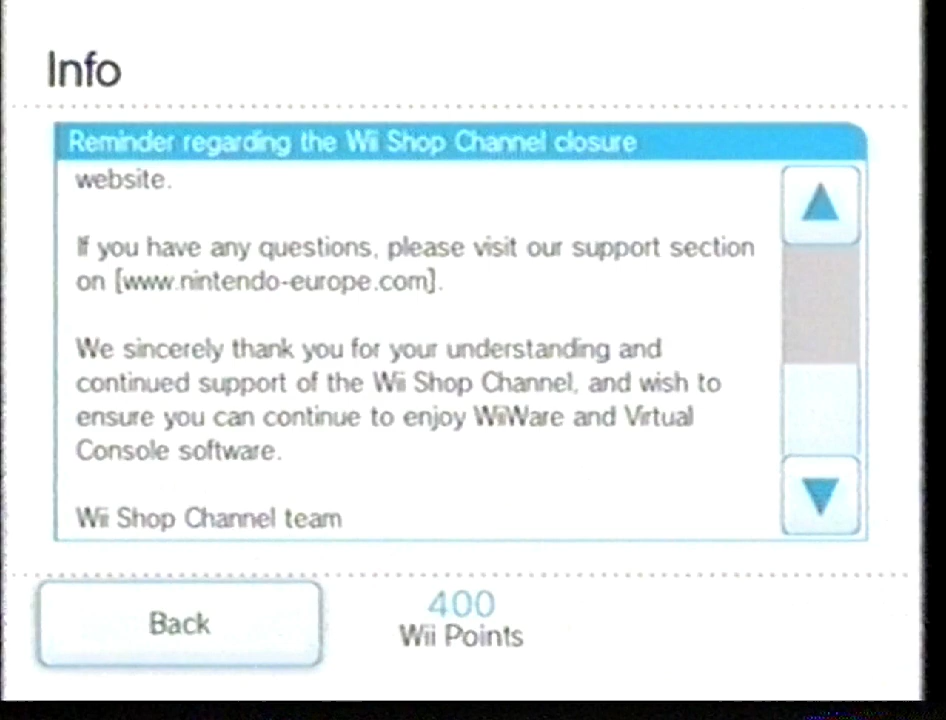 Info
Reminder regarding the Wii Shop Channel closure
website.
If you have any questions, please visit our support section
on [www.nintendo-europe.com].
We sincerely thank you for your understanding and
continued support of the Wii Shop Channel, and wish to
ensure you can continue to enjoy WiiWare and Virtual
Console software.
Wii Shop Channel team
Back
400
Wii Points